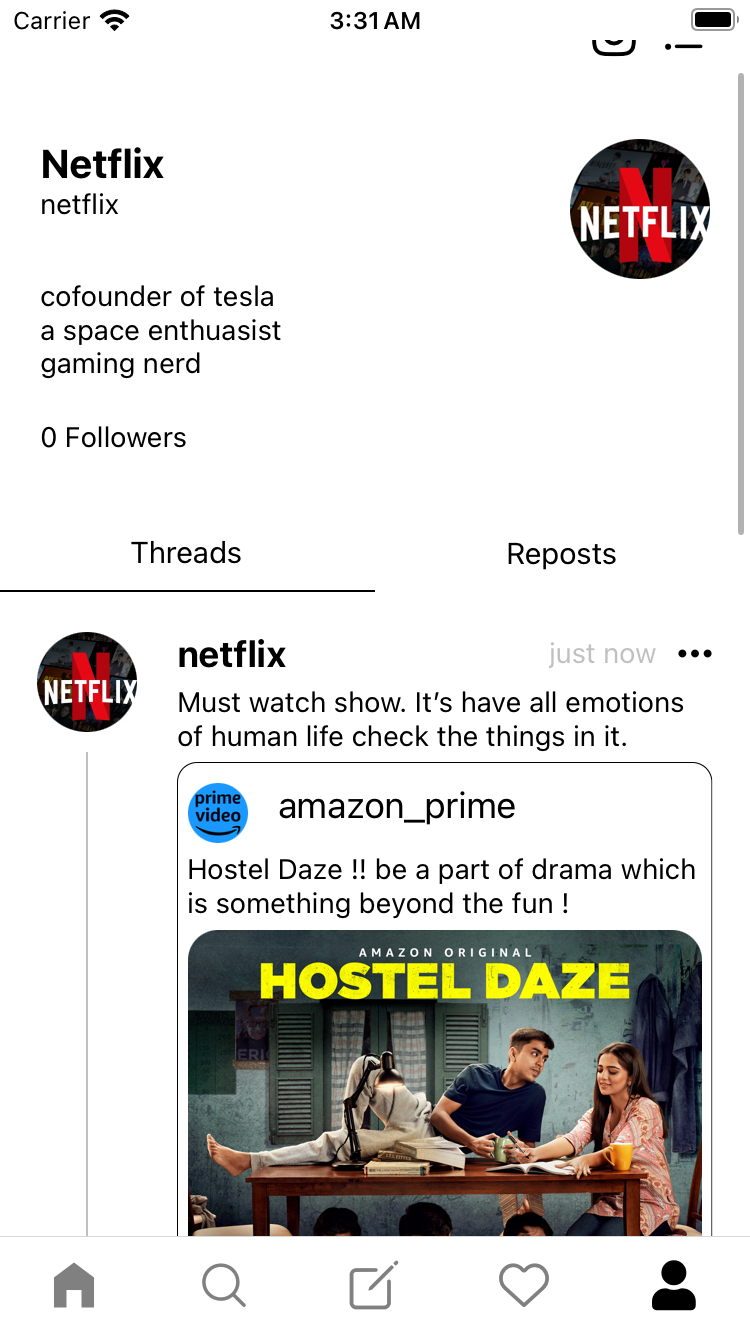 Carrier 3:31 AM
Netflix
netflix
NETFLIX
cofounder of tesla
a space enthuasist
gaming nerd
0 Followers
Threads Reposts
NETFLIX
netflix just now
Must watch show. It’s have all emotions
of human life check the things in it.
prime
video
amazon_prime
Hostel Daze !! be a part of drama which
is something beyond the fun !
AMAZON ORIGINAL
HOSTEL DAZE